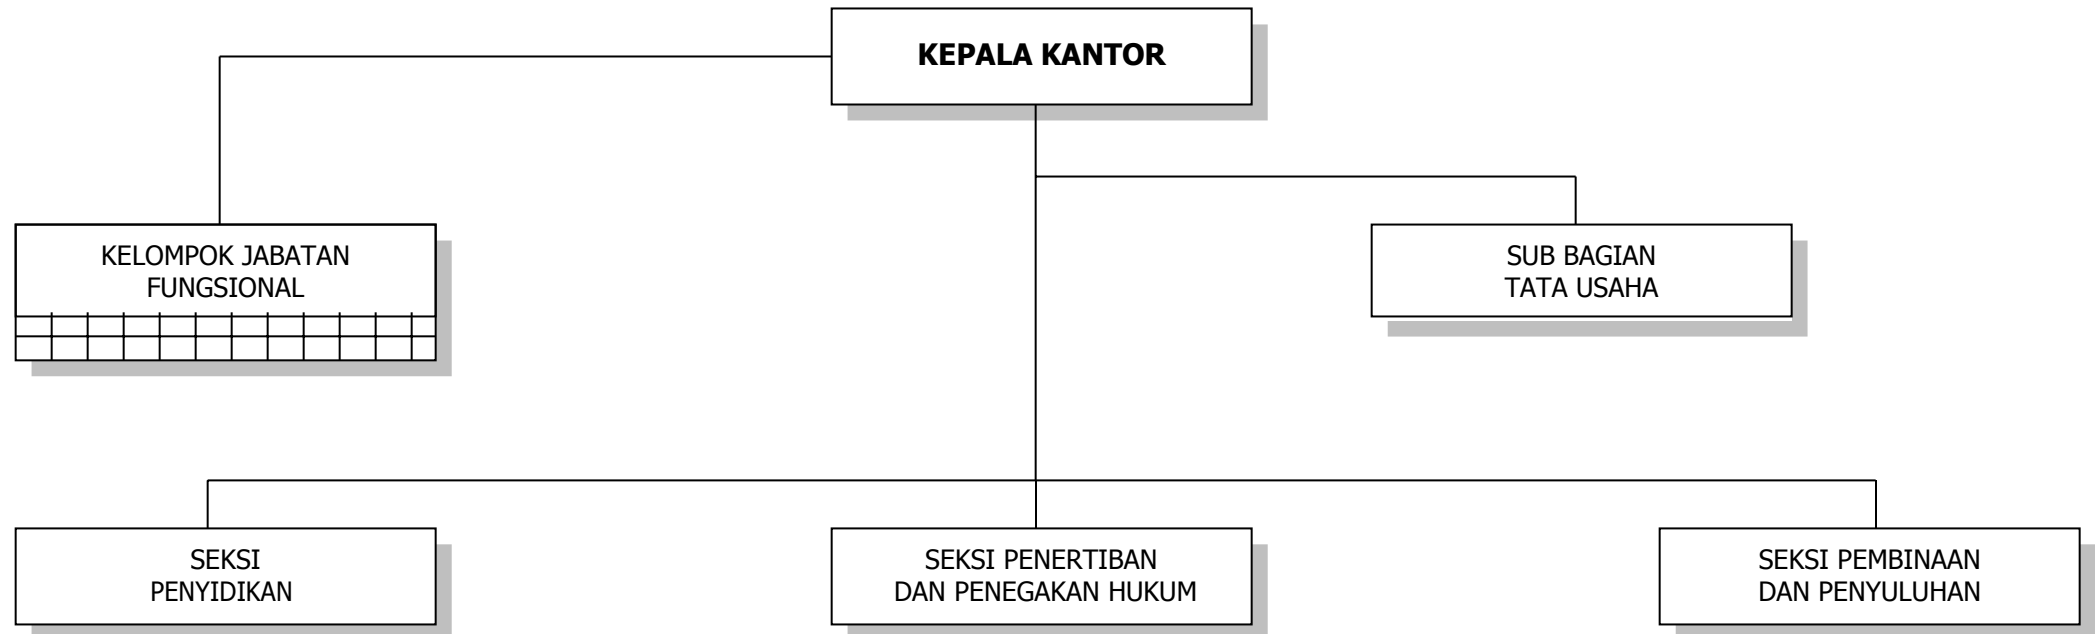 KEPALA KANTOR
KELOMPOK JABATAN
FUNGSIONAL
SUB BAGIAN
TATA USAHA
SEKSI
PENYIDIKAN
SEKSI PENERTIBAN
DAN PENEGAKAN HUKUM
SEKSI PEMBINAAN
DAN PENYULUHAN